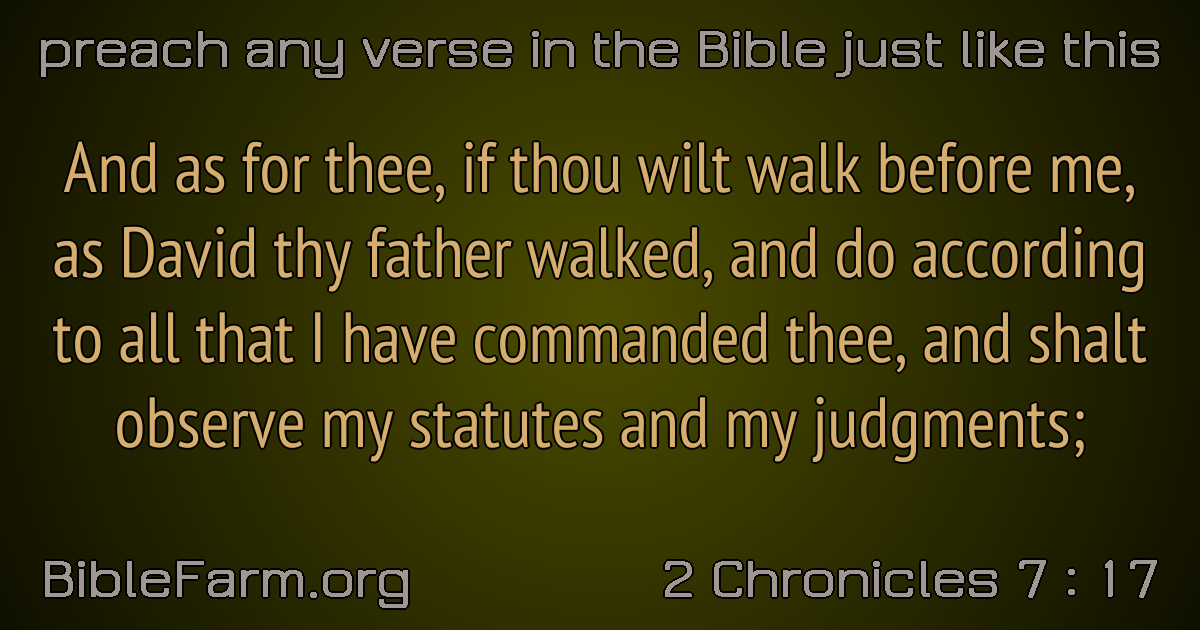 preach any verse in the Bible just like this
And as for thee, if thou wilt walk before me,
as David thy father walked, and do according
to all that I have commanded thee, and shalt
observe my statutes and my judgments;
BibleFarm.org
2 Chronicles 7 : 17